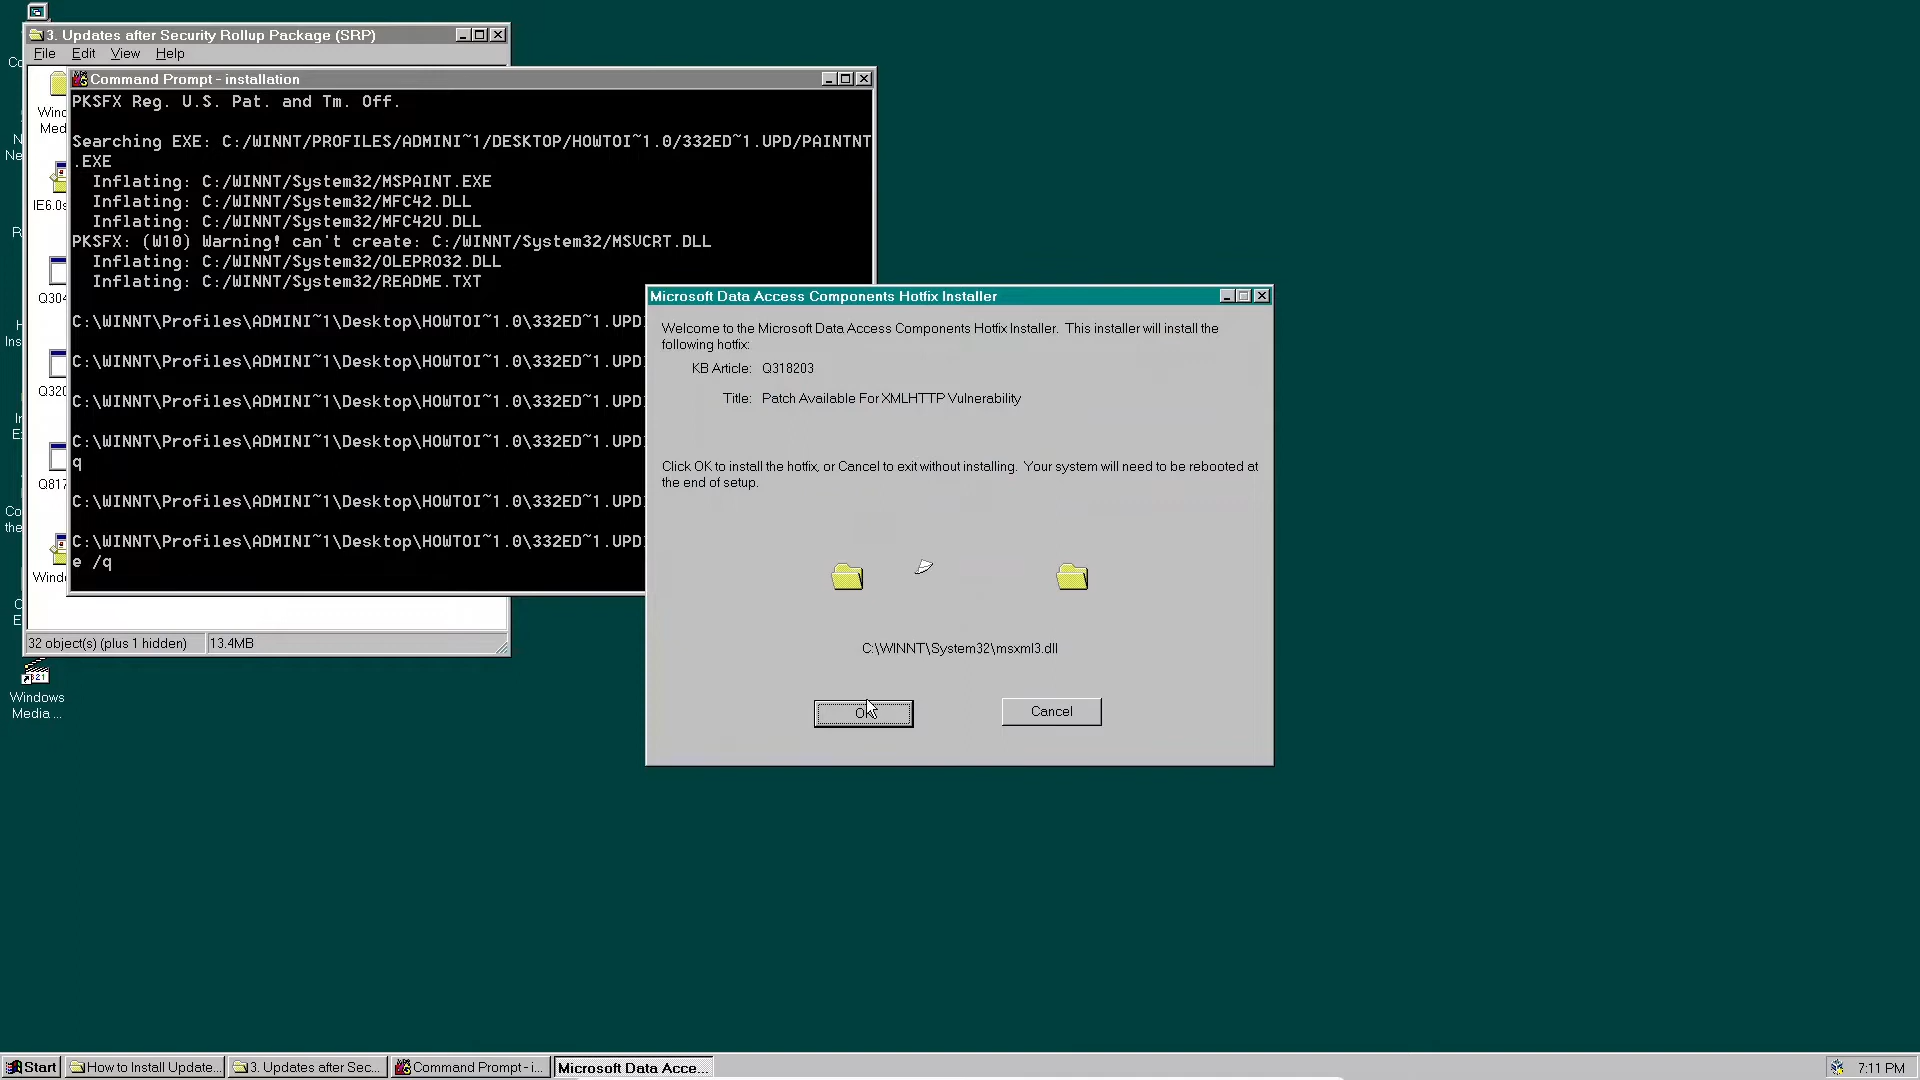 3. Updates after Security Rollup Package (SRP)
File Edit View Help
Command Prompt - installation
PKSFX Reg. U.S. Pat. and Tm. Off.
Searching EXE: C:/WINNT/PROFILES/ADMINI~1/DESKTOP/HOWTOI~1.0/332ED~1.UPD/PAINTNT
.EXE
Inflating: C:/WINNT/System32/MSPAINT.EXE
Inflating: C:/WINNT/System32/MFC42.DLL
Inflating: C:/WINNT/System32/MFC42U.DLL
PKSFX: (W10) Warning! can't create: C:/WINNT/System32/MSVCRT.DLL
Inflating: C:/WINNT/System32/OLEPRO32.DLL
Inflating: C:/WINNT/System32/README.TXT
C:\WINNT\Profiles\ADMINI~1\Desktop\HOWTOI~1.0\332ED~1.UPD
C:\WINNT\Profiles\ADMINI~1\Desktop\HOWTOI~1.0\332ED~1.UPD
C:\WINNT\Profiles\ADMINI~1\Desktop\HOWTOI~1.0\332ED~1.UPD
C:\WINNT\Profiles\ADMINI~1\Desktop\HOWTOI~1.0\332ED~1.UPD
q
C:\WINNT\Profiles\ADMINI~1\Desktop\HOWTOI~1.0\332ED~1.UPD
C:\WINNT\Profiles\ADMINI~1\Desktop\HOWTOI~1.0\332ED~1.UPD
e /q
Wind
Med
IE6.0s
Q304
Q320
Q817
Wind
32 object(s) (plus 1 hidden) 13.4MB
Windows
Media ...
Microsoft Data Access Components Hotfix Installer
Welcome to the Microsoft Data Access Components Hotfix Installer. This installer will install the
following hotfix:
KB Article: Q318203
Title: Patch Available For XMLHTTP Vulnerability
Click OK to install the hotfix, or Cancel to exit without installing. Your system will need to be rebooted at
the end of setup.
C:\WINNT\System32\msxml3.dll
OK Cancel
Start How to Install Update... 3. Updates after Sec... Command Prompt - i... Microsoft Data Acce... 7:11 PM